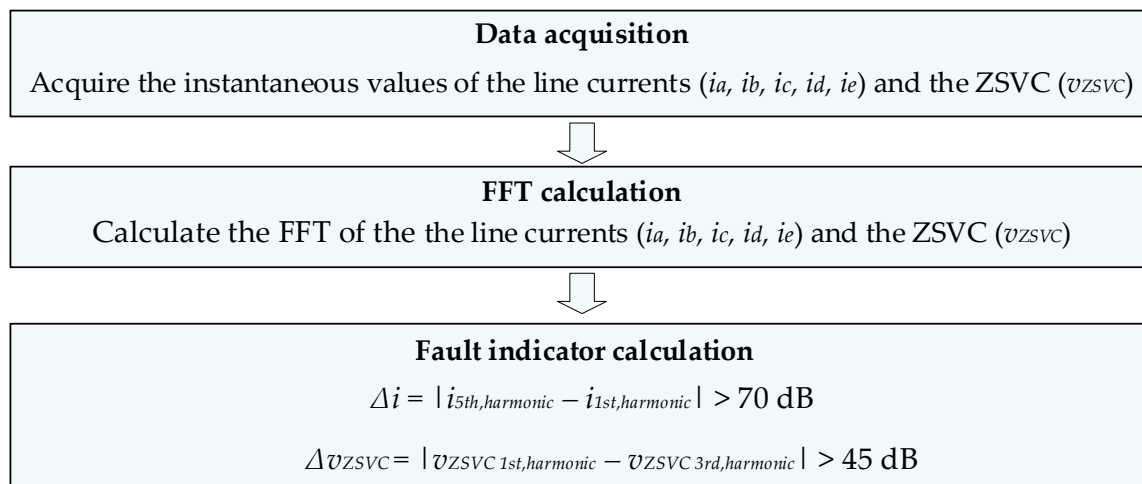 Data acquisition
Acquire the instantaneous values of the line currents (ia, ib, ic, id, ie) and the ZSVC (vZSVC)
FFT calculation
Calculate the FFT of the the line currents (ia, ib, ic, id, ie) and the ZSVC (vZSVC)
Fault indicator calculation
Δi = |i5th,harmonic – i1st,harmonic| > 70 dB
ΔvZSVC = |vZSVC 1st,harmonic – vZSVC 3rd,harmonic| > 45 dB